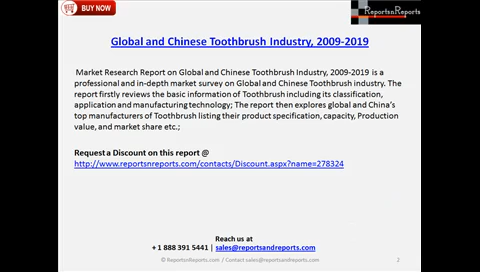 BUY NOW
ReportsnReports
Global and Chinese Toothbrush Industry, 2009-2019
Market Research Report on Global and Chinese Toothbrush Industry, 2009-2019 is a
professional and in-depth market survey on Global and Chinese Toothbrush industry. The
report firstly reviews the basic information of Toothbrush including its classification,
application and manufacturing technology; The report then explores global and China's
top manufacturers of Toothbrush listing their product specification, capacity, Production
value, and market share etc.;
Request a Discount on this report @
http://www.reportsnreports.com/contacts/Discount.aspx?name=278324
Reach us at
+ 1 888 391 5441 | sales@reportsandreports.com
© ReportsnReports.com / Contact sales@reportsandreports.com
2